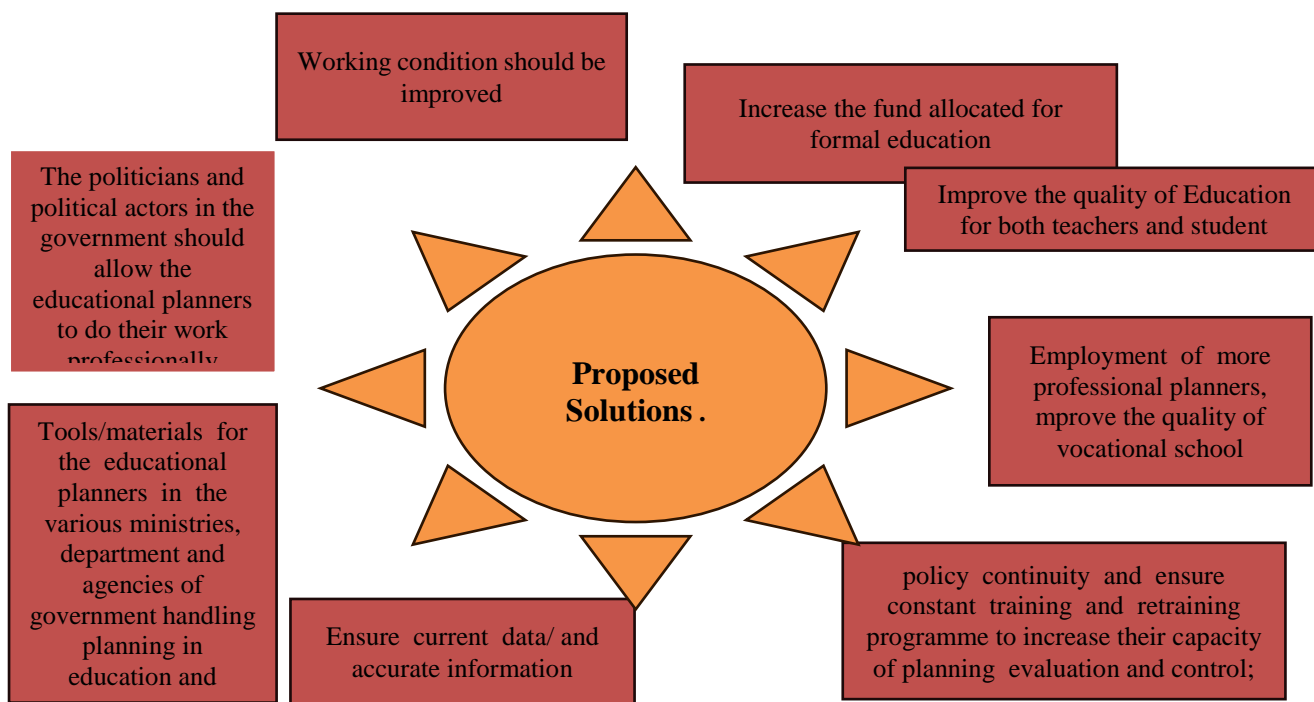 Working condition should be
improved
Increase the fund allocated for
formal education
Improve the quality of Education
for both teachers and student
The politicians and
political actors in the
government should
allow the
educational planners
to do their work
professionally
Proposed
Solutions .
Employment of more
professional planners,
mprove the quality of
vocational school
Tools/materials for
the educational
planners in the
various ministries,
department and
agencies of
government handling
planning in
education and
Ensure current data/ and
accurate information
policy continuity and ensure
constant training and retraining
programme to increase their capacity
of planning evaluation and control;